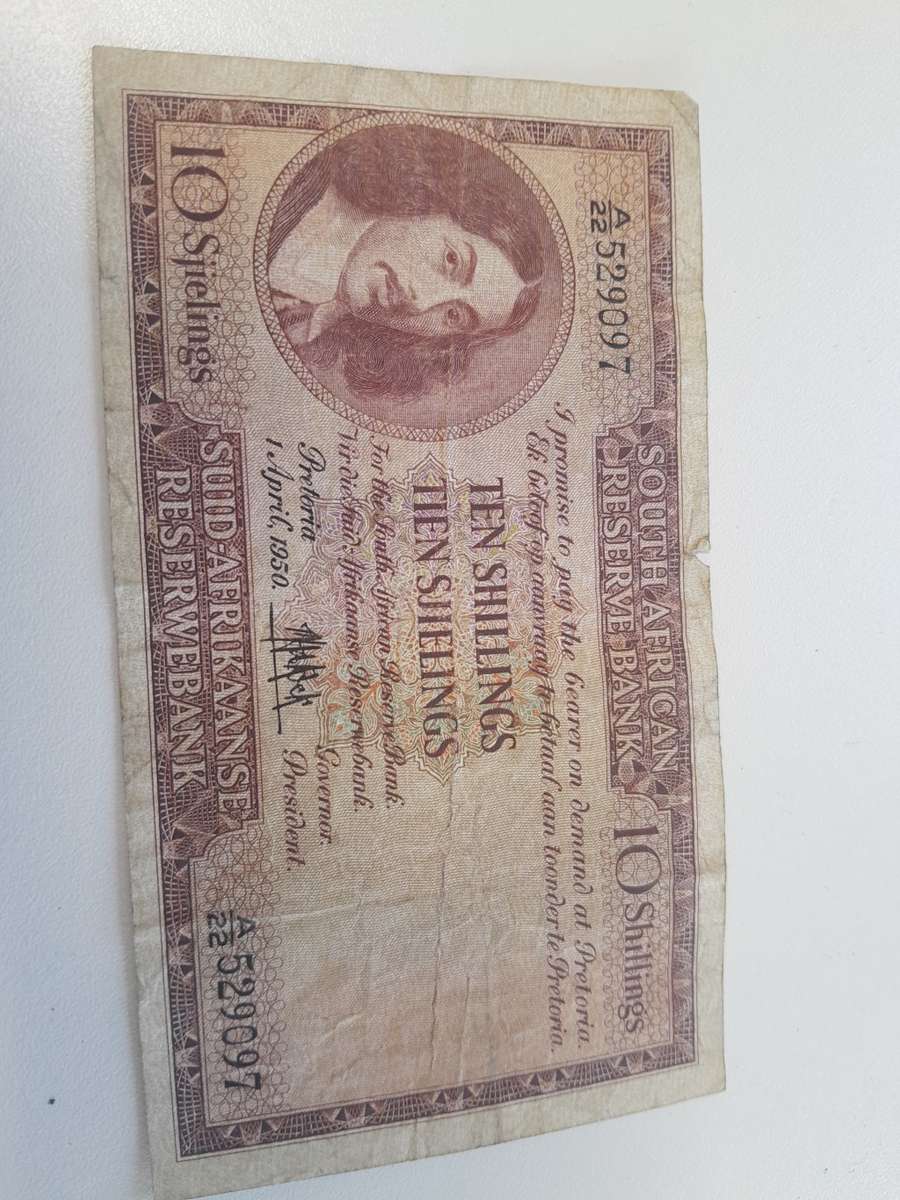 SOUTH AFRICAN
RESERVE BANK
A/22 529097
10 Shillings
I promise to pay the bearer on demand at Pretoria.
Ek beloof op aanvraag te betaal aan toonder te Pretoria.
TEN SHILLINGS
TIEN SJIELINGS
For the South African Reserve Bank.
Vir die Suid-Afrikaanse Reserwebank.
Pretoria
1 April, 1950.
Governor.
President.
10 Sjielings
SUID-AFRIKAANSE
RESERWEBANK
A/22 529097